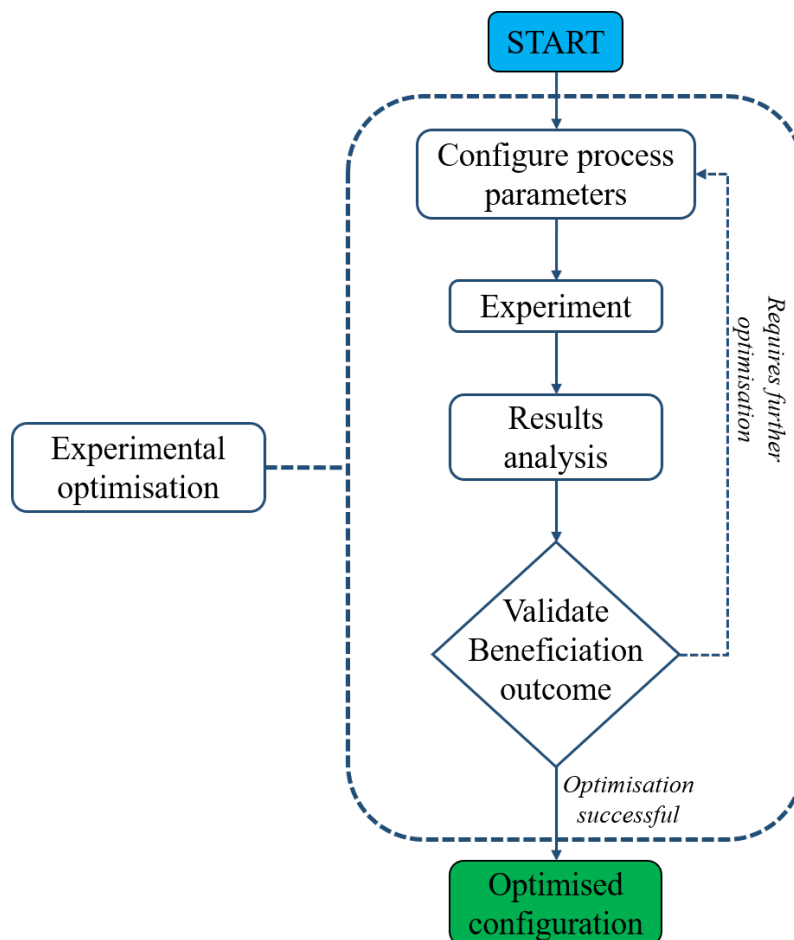 START
Configure process
parameters
Experiment
Requires further
optimisation
Results
analysis
Experimental
optimisation
Validate
Beneficiation
outcome
Optimisation
successful
Optimised
configuration